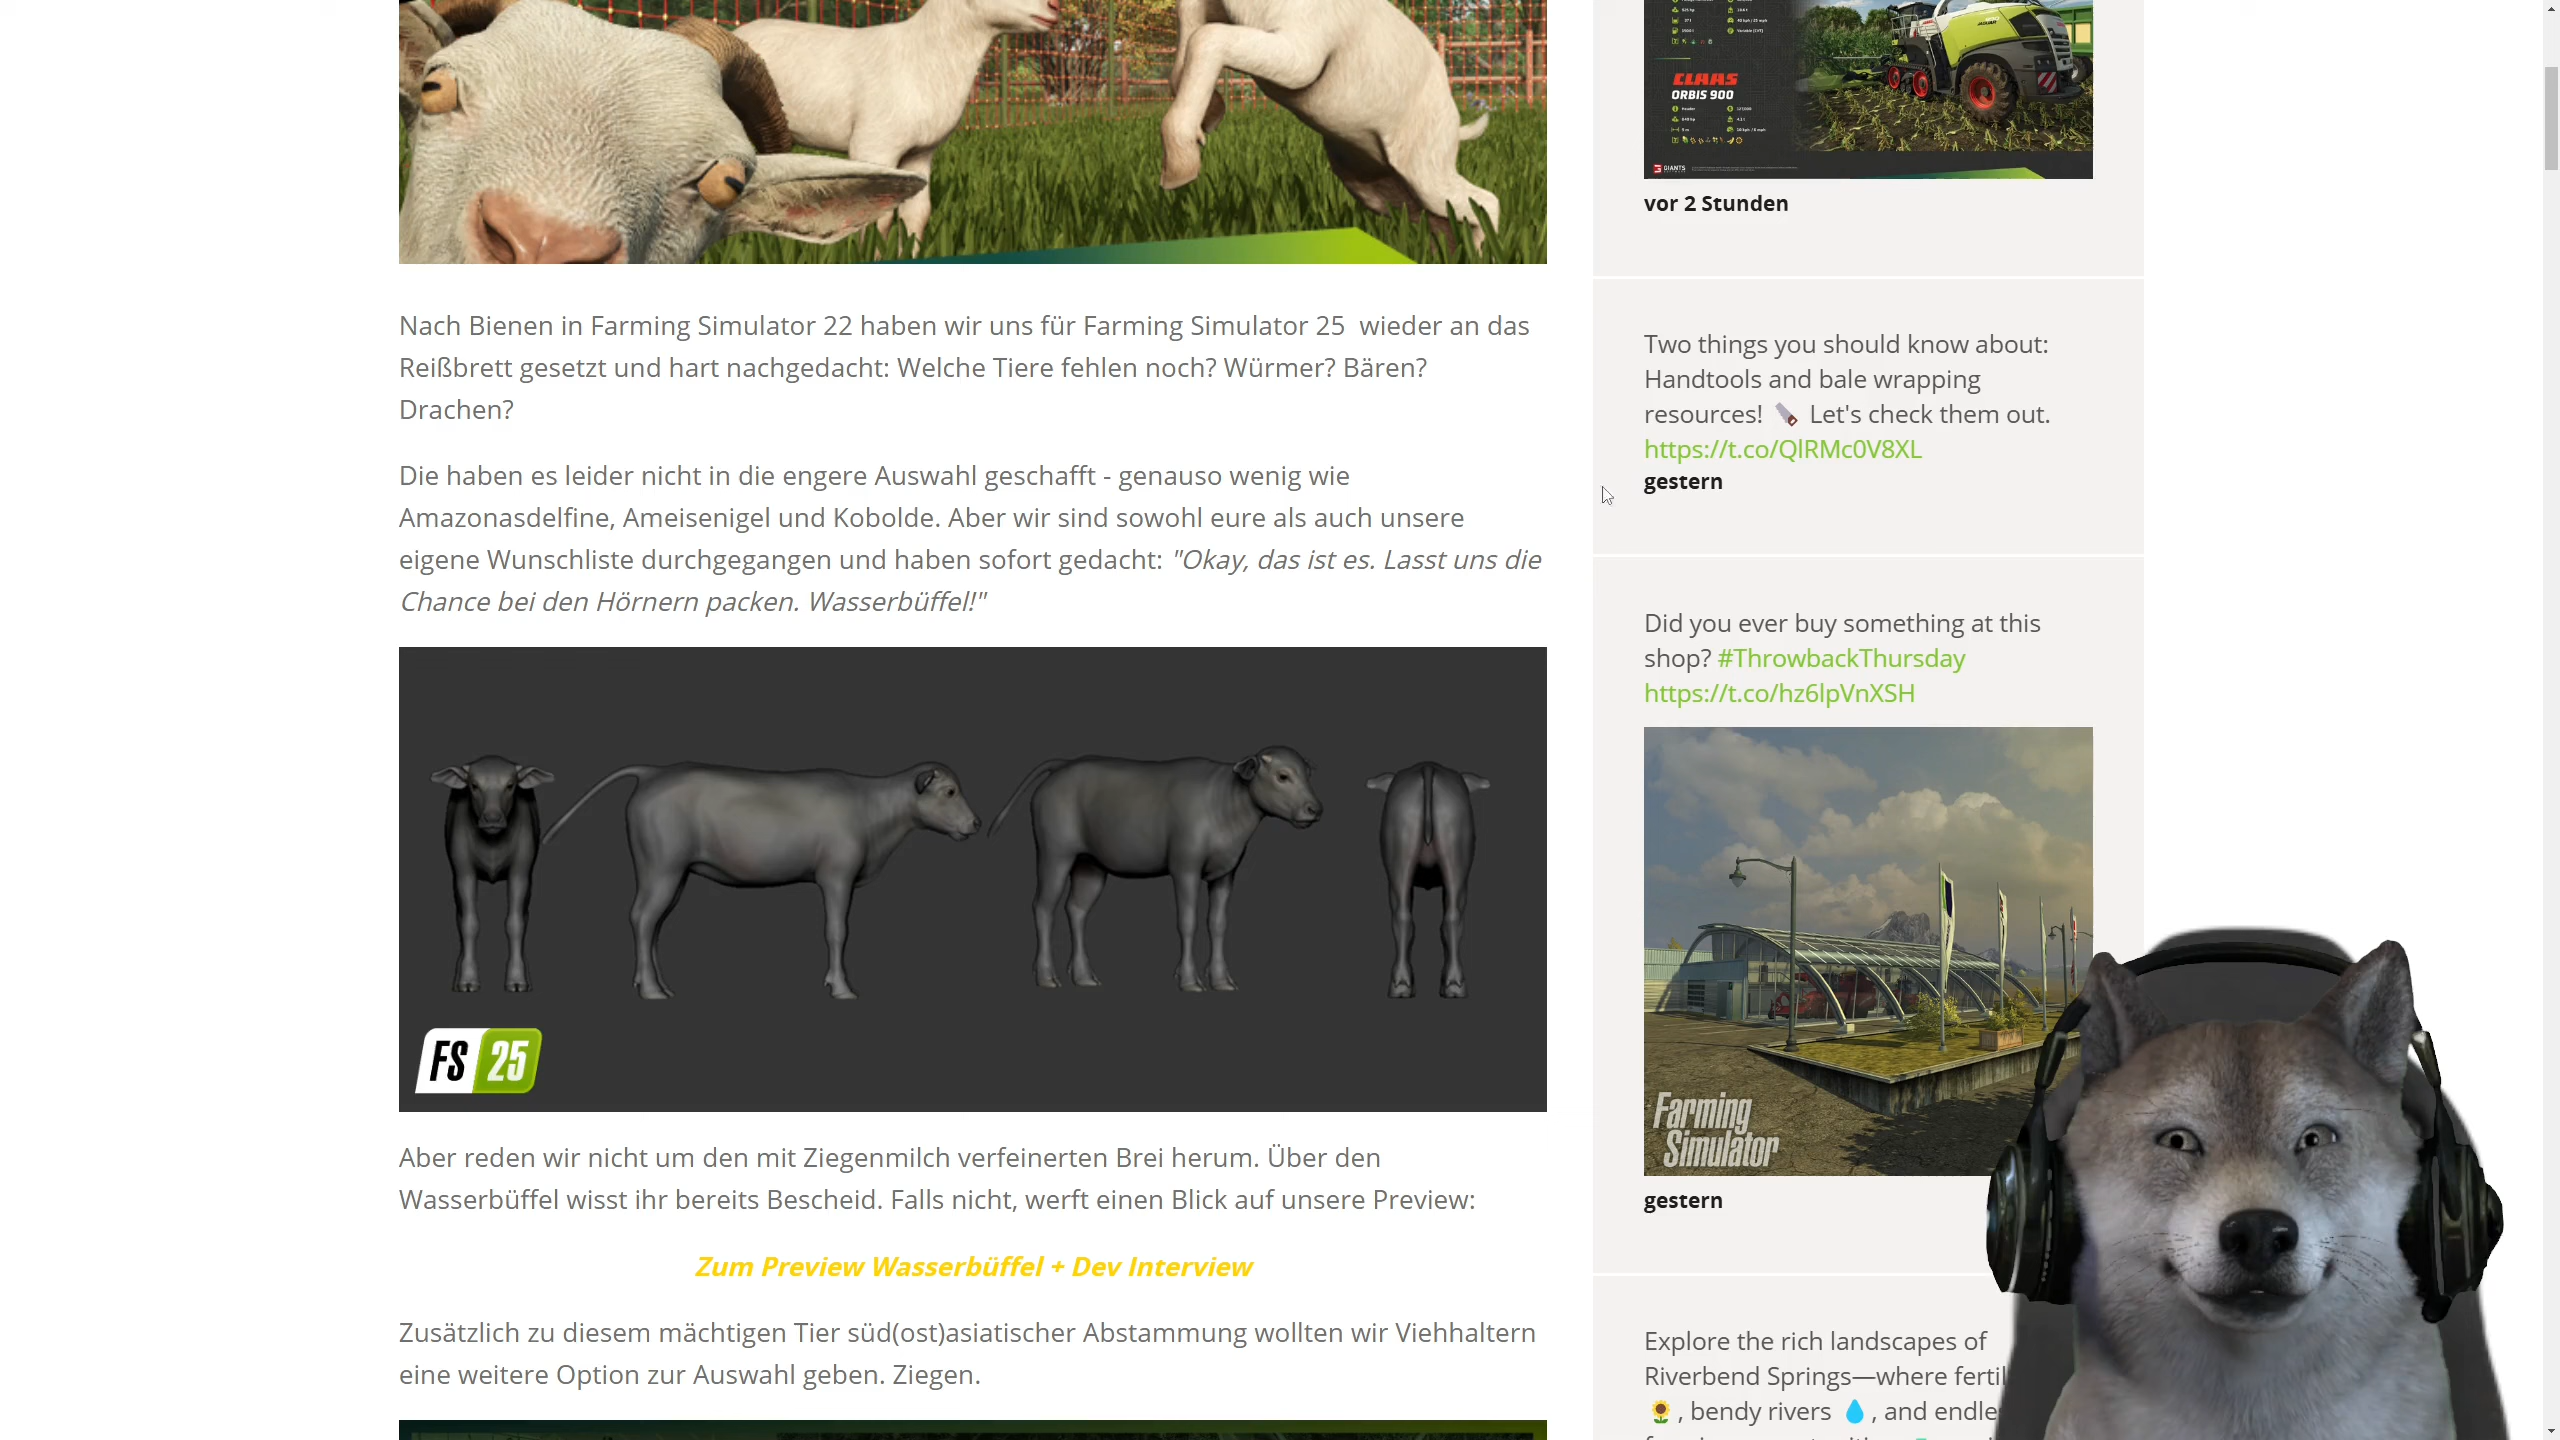 Nach Bienen in Farming Simulator 22 haben wir uns für Farming Simulator 25 wieder an das
Reißbrett gesetzt und hart nachgedacht: Welche Tiere fehlen noch? Würmer? Bären?
Drachen?
Die haben es leider nicht in die engere Auswahl geschafft - genauso wenig wie
Amazonasdelfine, Ameisenigel und Kobolde. Aber wir sind sowohl eure als auch unsere
eigene Wunschliste durchgegangen und haben sofort gedacht: "Okay, das ist es. Lasst uns die
Chance bei den Hörnern packen. Wasserbüffel!"
FS 25
Aber reden wir nicht um den mit Ziegenmilch verfeinerten Brei herum. Über den
Wasserbüffel wisst ihr bereits Bescheid. Falls nicht, werft einen Blick auf unsere Preview:
Zum Preview Wasserbüffel + Dev Interview
Zusätzlich zu diesem mächtigen Tier süd(ost)asiatischer Abstammung wollten wir Viehhaltern
eine weitere Option zur Auswahl geben. Ziegen.
CLAAS
ORBIS 900
GIANTS
vor 2 Stunden
Two things you should know about:
Handtools and bale wrapping
resources! 🪚 Let's check them out.
https://t.co/QlRMc0V8XL
gestern
Did you ever buy something at this
shop? #ThrowbackThursday
https://t.co/hz6lpVnXSH
Farming
Simulator
gestern
Explore the rich landscapes of
Riverbend Springs—where
🌻, bendy rivers 💧, and